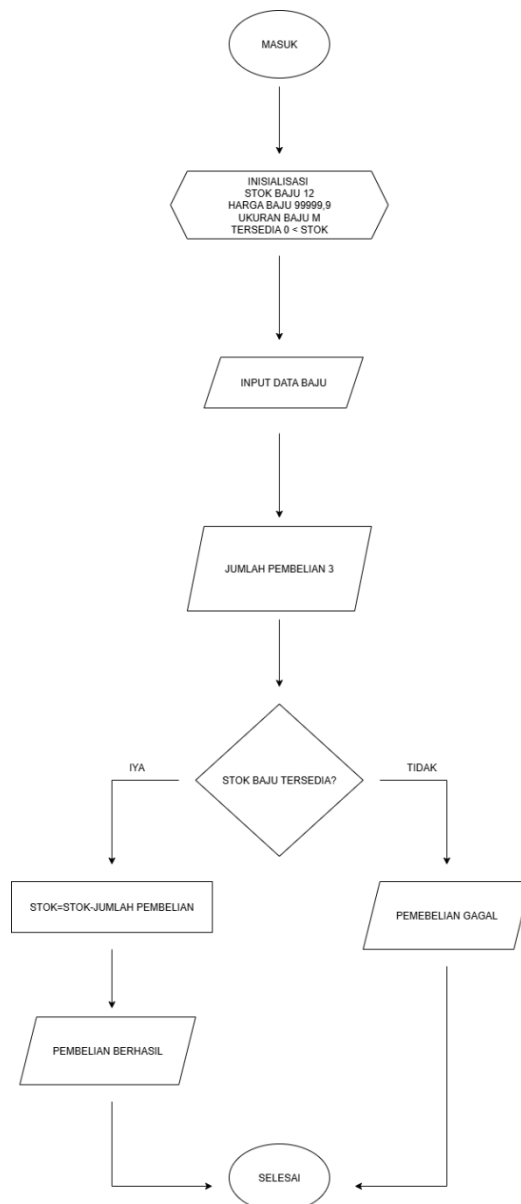 MASUK
INISIALISASI
STOK BAJU 12
HARGA BAJU 99999,9
UKURAN BAJU M
TERSEDIA 0 < STOK
INPUT DATA BAJU
JUMLAH PEMBELIAN 3
STOK BAJU TERSEDIA?
IYA
TIDAK
STOK=STOK-JUMLAH PEMBELIAN
PEMEBELIAN GAGAL
PEMBELIAN BERHASIL
SELESAI